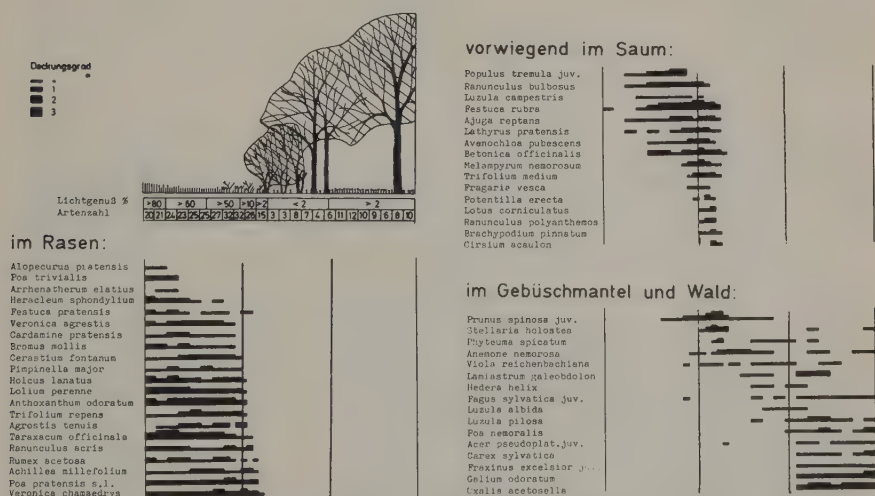 Deckungsgrad
+
1
2
3
Lichtgenuß % >80 >60 >50 >10 >2 <2 >2
Artenzahl 20 21 24 23 25 25 27 32 32 26 15 3 3 8 7 4 6 11 12 10 9 6 8 10
im Rasen:
Alopecurus pratensis
Poa trivialis
Arrhenatherum elatius
Heracleum sphondylium
Festuca pratensis
Veronica agrestis
Cardamine pratensis
Bromus mollis
Cerastium fontanum
Pimpinella major
Holcus lanatus
Lolium perenne
Anthoxanthum odoratum
Trifolium repens
Agrostis tenuis
Taraxacum officinale
Ranunculus acris
Rumex acetosa
Achillea millefolium
Poa pratensis s.l.
Veronica chamaedrys
vorwiegend im Saum:
Populus tremula juv.
Ranunculus bulbosus
Luzula campestris
Festuca rubra
Ajuga reptans
Lathyrus pratensis
Avenochloa pubescens
Betonica officinalis
Melampyrum nemorosum
Trifolium medium
Fragaria vesca
Potentilla erecta
Lotus corniculatus
Ranunculus polyanthemos
Brachypodium pinnatum
Cirsium acaulon
im Gebüschmantel und Wald:
Prunus spinosa juv.
Stellaria holostea
Phyteuma spicatum
Anemone nemorosa
Viola reichenbachiana
Lamiastrum galeobdolon
Hedera helix
Fagus sylvatica juv.
Luzula albida
Luzula pilosa
Poa nemoralis
Acer pseudoplat.juv.
Carex sylvatica
Fraxinus excelsior j...
Galium odoratum
Oxalis acetosella